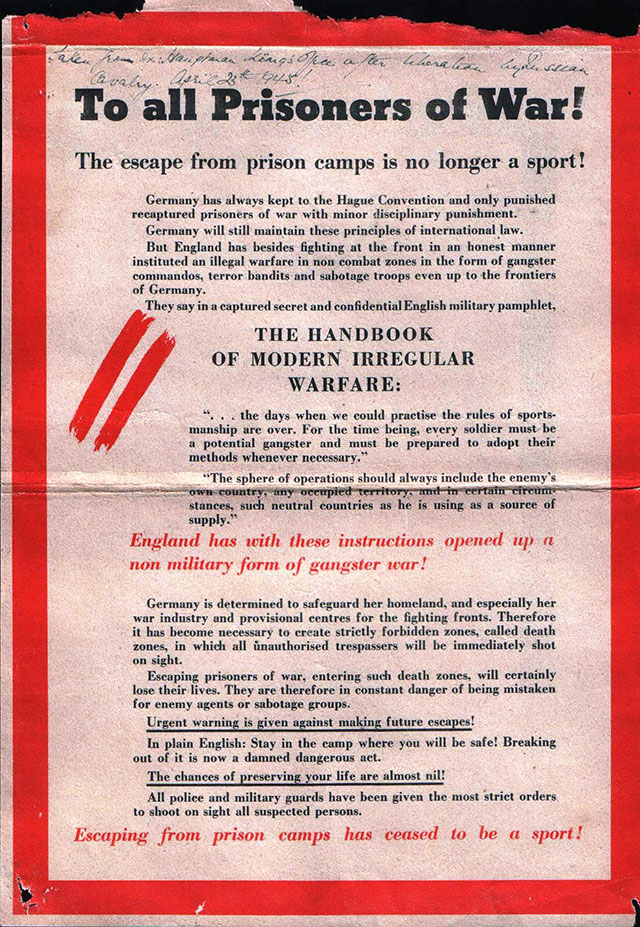 Taken from Ex: Hauptman Königs office after liberation by Russian
Cavalry. April 23th 1945!
To all Prisoners of War!
The escape from prison camps is no longer a sport!
Germany has always kept to the Hague Convention and only punished
recaptured prisoners of war with minor disciplinary punishment.
Germany will still maintain these principles of international law.
But England has besides fighting at the front in an honest manner
instituted an illegal warfare in non combat zones in the form of gangster
commandos, terror bandits and sabotage troops even up to the frontiers
of Germany.
They say in a captured secret and confidential English military pamphlet,
THE HANDBOOK
OF MODERN IRREGULAR
WARFARE:
“. . . the days when we could practise the rules of sports-
manship are over. For the time being, every soldier must be
a potential gangster and must be prepared to adopt their
methods whenever necessary.”
“The sphere of operations should always include the enemy’s
own country, any occupied territory, and in certain circum-
stances, such neutral countries as he is using as a source of
supply.”
England has with these instructions opened up a
non military form of gangster war!
Germany is determined to safeguard her homeland, and especially her
war industry and provisional centres for the fighting fronts. Therefore
it has become necessary to create strictly forbidden zones, called death
zones, in which all unauthorised trespassers will be immediately shot
on sight.
Escaping prisoners of war, entering such death zones, will certainly
lose their lives. They are therefore in constant danger of being mistaken
for enemy agents or sabotage groups.
Urgent warning is given against making future escapes!
In plain English: Stay in the camp where you will be safe! Breaking
out of it is now a damned dangerous act.
The chances of preserving your life are almost nil!
All police and military guards have been given the most strict orders
to shoot on sight all suspected persons.
Escaping from prison camps has ceased to be a sport!